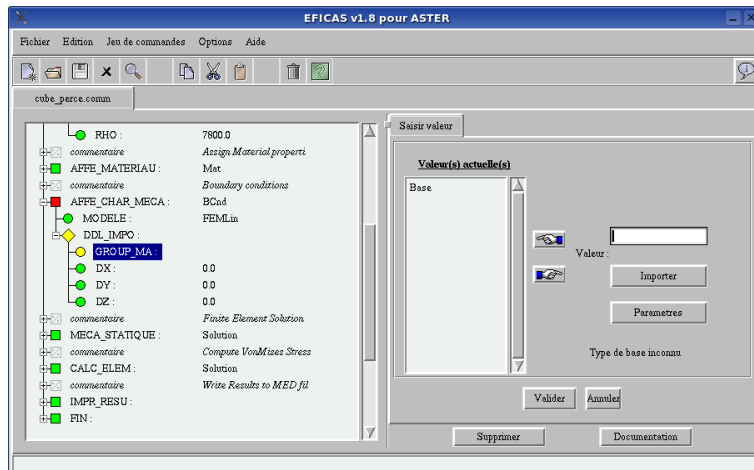 EFICAS v1.8 pour ASTER
Fichier Edition Jeu de commandes Options Aide
cube_perce.comm
RHO : 7800.0
commentaire Assign Material properti
AFFE_MATERIAU : Mat
commentaire Boundary conditions
AFFE_CHAR_MECA : BCnd
MODELE : FEMLin
DDL_IMPO :
GROUP_MA :
DX : 0.0
DY : 0.0
DZ : 0.0
commentaire Finite Element Solution
MECA_STATIQUE : Solution
commentaire Compute VonMises Stress
CALC_ELEM : Solution
commentaire Write Results to MED fil
IMPR_RESU :
FIN :
Saisir valeur
Valeur(s) actuelle(s)
Base
Valeur :
Importer
Parametres
Type de base inconnu
Valider Annuler
Supprimer Documentation